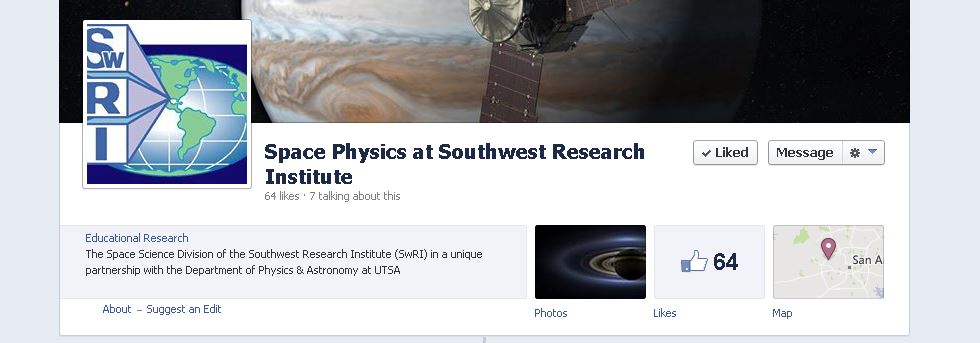 SwRI
Space Physics at Southwest Research
Institute
64 likes · 7 talking about this
✓ Liked
Message
Educational Research
The Space Science Division of the Southwest Research Institute (SwRI) in a unique
partnership with the Department of Physics & Astronomy at UTSA
64
San A
About – Suggest an Edit
Photos
Likes
Map